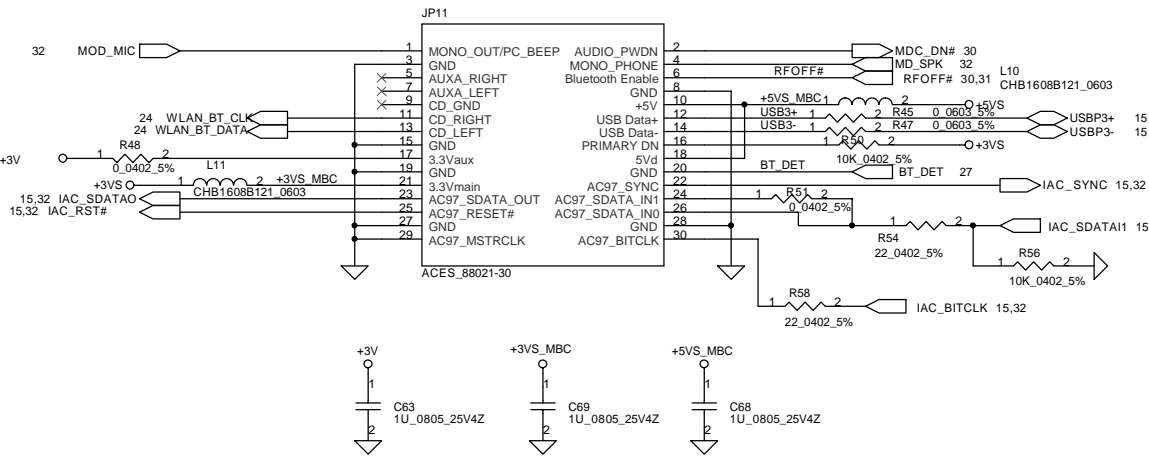 JP11
32 MOD_MIC 1 MONO_OUT/PC_BEEP AUDIO_PWDN 2 MDC_DN# 30
3 GND MONO_PHONE 4 MD_SPK 32
5 AUXA_RIGHT Bluetooth Enable 6 RFOFF# RFOFF# 30,31
7 AUXA_LEFT GND 8
L10
CHB1608B121_0603
9 CD_GND +5V 10 +5VS_MBC 1 2 +5VS
24 WLAN_BT_CLK 11 CD_RIGHT USB Data+ 12 USB3+ 1 2 R45 0_0603_5% USBP3+ 15
24 WLAN_BT_DATA 13 CD_LEFT USB Data- 14 USB3- 1 2 R47 0_0603_5% USBP3- 15
15 GND PRIMARY DN 16 1 R50 2 +3VS
10K_0402_5%
+3V 1 R48 2 17 3.3Vaux 5Vd 18
0_0402_5%
19 GND GND 20 BT_DET BT_DET 27
L11
+3VS 1 2 +3VS_MBC 21 3.3Vmain AC97_SYNC 22 IAC_SYNC 15,32
CHB1608B121_0603
15,32 IAC_SDATAO 23 AC97_SDATA_OUT AC97_SDATA_IN1 24 1 R51 2
0_0402_5%
15,32 IAC_RST# 25 AC97_RESET# AC97_SDATA_IN0 26
27 GND GND 28 1 2 IAC_SDATAI1 15
R54
22_0402_5%
29 AC97_MSTRCLK AC97_BITCLK 30
R56
1 2
10K_0402_5%
ACES_88021-30
R58
1 2 IAC_BITCLK 15,32
22_0402_5%
+3V +3VS_MBC +5VS_MBC
1 1 1
C63 C69 C68
1U_0805_25V4Z 1U_0805_25V4Z 1U_0805_25V4Z
2 2 2